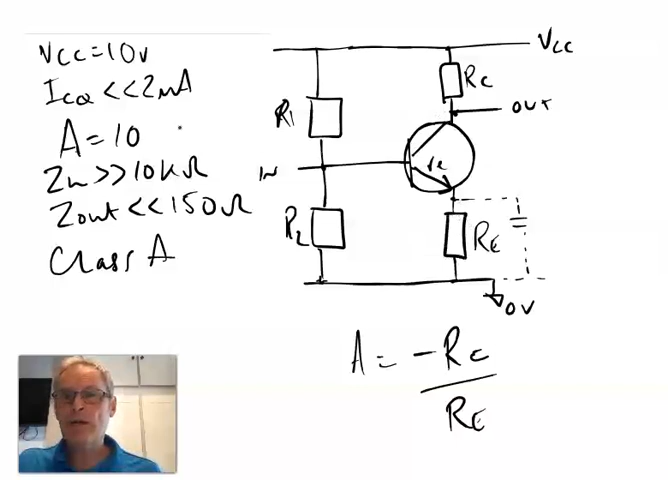 Vcc=10v
Icq <<2mA
A=10
Zin >>10kΩ
Zout <<150Ω
Class A
Vcc
Rc
R1
OUT
IN
re
R2
RE
0V
A = -Rc
RE